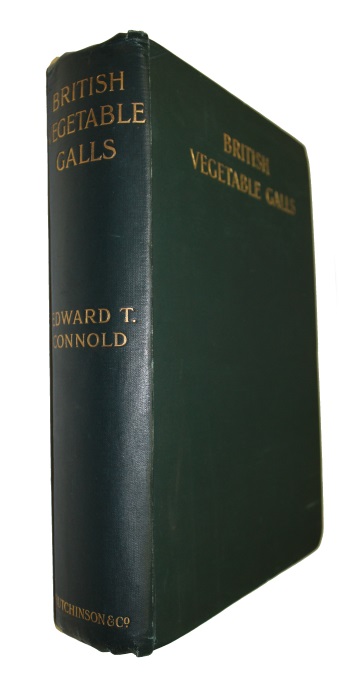 BRITISH
VEGETABLE
GALLS
EDWARD T.
CONNOLD
HUTCHINSON & Co
BRITISH
VEGETABLE GALLS